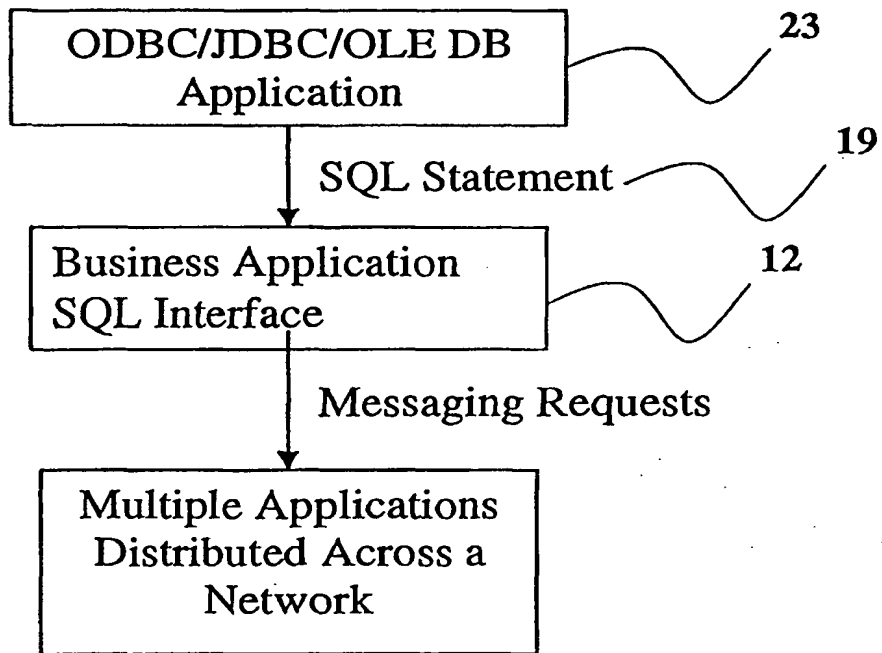 ODBC/JDBC/OLE DB
Application
23
SQL Statement
19
Business Application
SQL Interface
12
Messaging Requests
Multiple Applications
Distributed Across a
Network